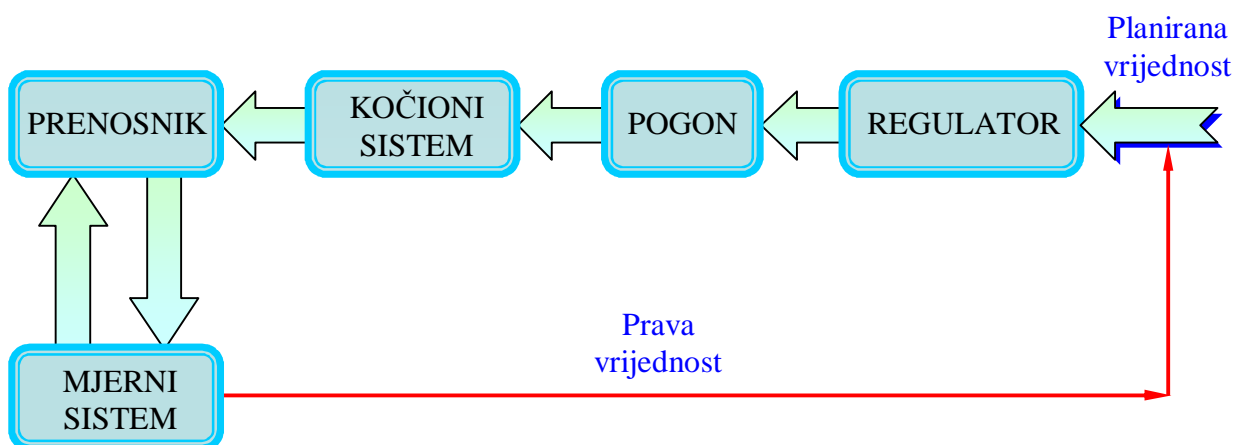 Planirana
vrijednost
PRENOSNIK
KOČIONI
SISTEM
POGON
REGULATOR
Prava
vrijednost
MJERNI
SISTEM